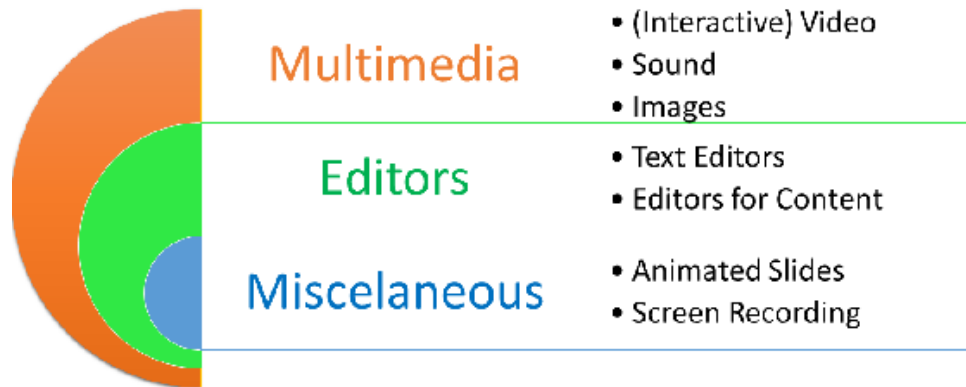 Multimedia
• (Interactive) Video
• Sound
• Images
Editors
• Text Editors
• Editors for Content
Miscelaneous
• Animated Slides
• Screen Recording